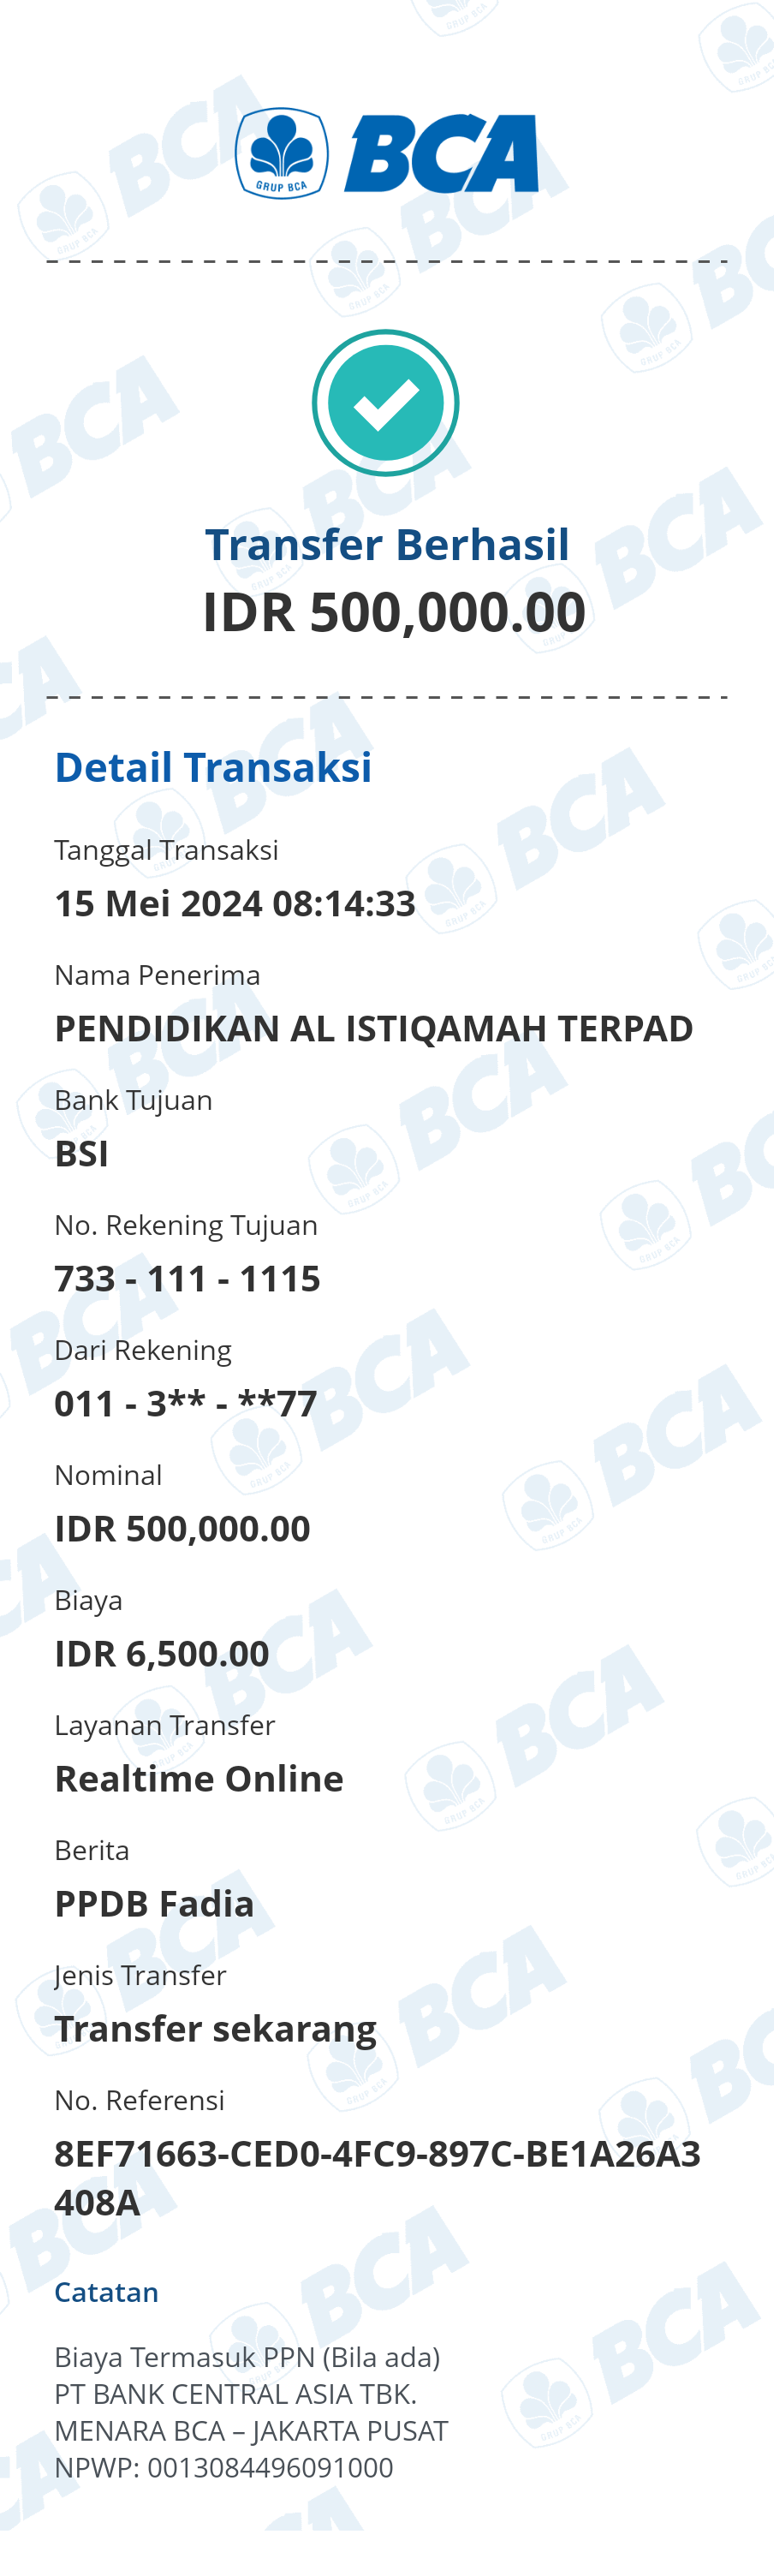 GRUP BCA
BCA
Transfer Berhasil
IDR 500,000.00
Detail Transaksi
Tanggal Transaksi
15 Mei 2024 08:14:33
Nama Penerima
PENDIDIKAN AL ISTIQAMAH TERPAD
Bank Tujuan
BSI
No. Rekening Tujuan
733 - 111 - 1115
Dari Rekening
011 - 3** - **77
Nominal
IDR 500,000.00
Biaya
IDR 6,500.00
Layanan Transfer
Realtime Online
Berita
PPDB Fadia
Jenis Transfer
Transfer sekarang
No. Referensi
8EF71663-CED0-4FC9-897C-BE1A26A3
408A
Catatan
Biaya Termasuk PPN (Bila ada)
PT BANK CENTRAL ASIA TBK.
MENARA BCA – JAKARTA PUSAT
NPWP: 0013084496091000